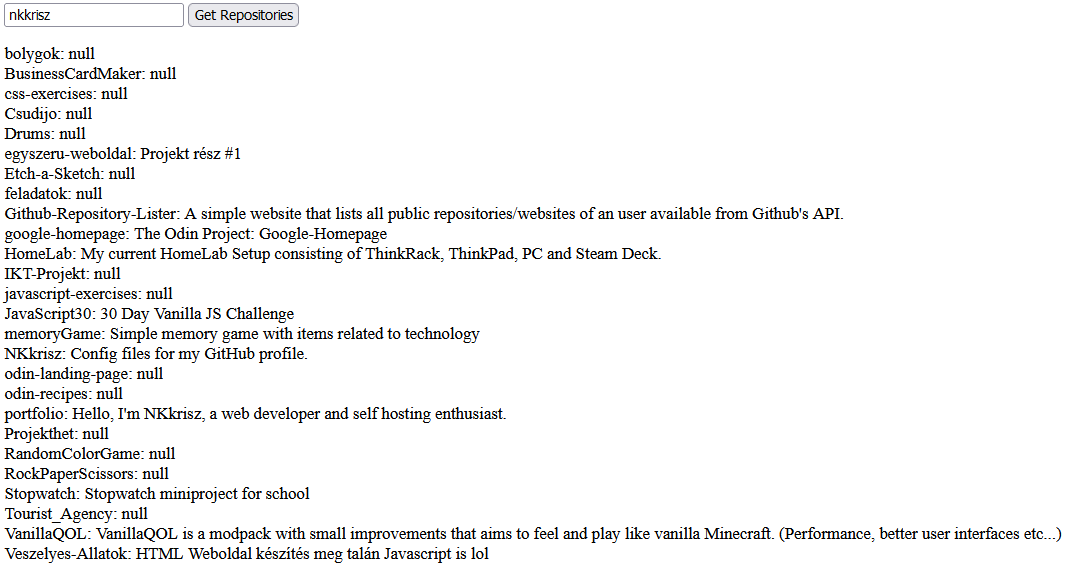 nkkrisz Get Repositories
bolygok: null
BusinessCardMaker: null
css-exercises: null
Csudijo: null
Drums: null
egyszeru-weboldal: Projekt rész #1
Etch-a-Sketch: null
feladatok: null
Github-Repository-Lister: A simple website that lists all public repositories/websites of an user available from Github's API.
google-homepage: The Odin Project: Google-Homepage
HomeLab: My current HomeLab Setup consisting of ThinkRack, ThinkPad, PC and Steam Deck.
IKT-Projekt: null
javascript-exercises: null
JavaScript30: 30 Day Vanilla JS Challenge
memoryGame: Simple memory game with items related to technology
NKkrisz: Config files for my GitHub profile.
odin-landing-page: null
odin-recipes: null
portfolio: Hello, I'm NKkrisz, a web developer and self hosting enthusiast.
Projekthet: null
RandomColorGame: null
RockPaperScissors: null
Stopwatch: Stopwatch miniproject for school
Tourist_Agency: null
VanillaQOL: VanillaQOL is a modpack with small improvements that aims to feel and play like vanilla Minecraft. (Performance, better user interfaces etc...)
Veszelyes-Allatok: HTML Weboldal készítés meg talán Javascript is lol